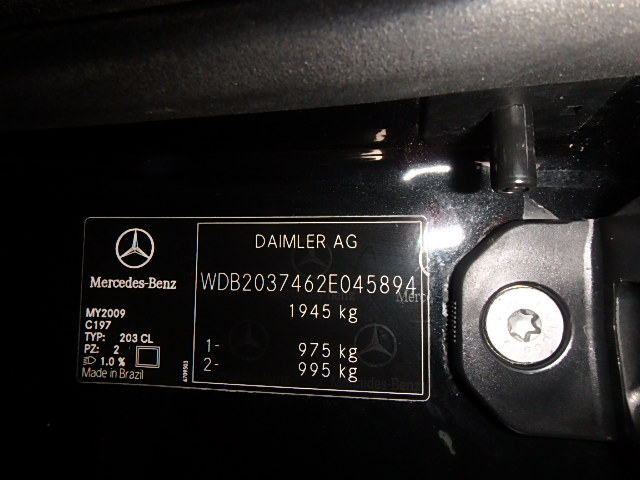 Mercedes-Benz
MY2009
C197
TYP: 203 CL
PZ: 2
1.0 %
Made in Brazil
DAIMLER AG
WDB2037462E045894
1945 kg
1- 975 kg
2- 995 kg